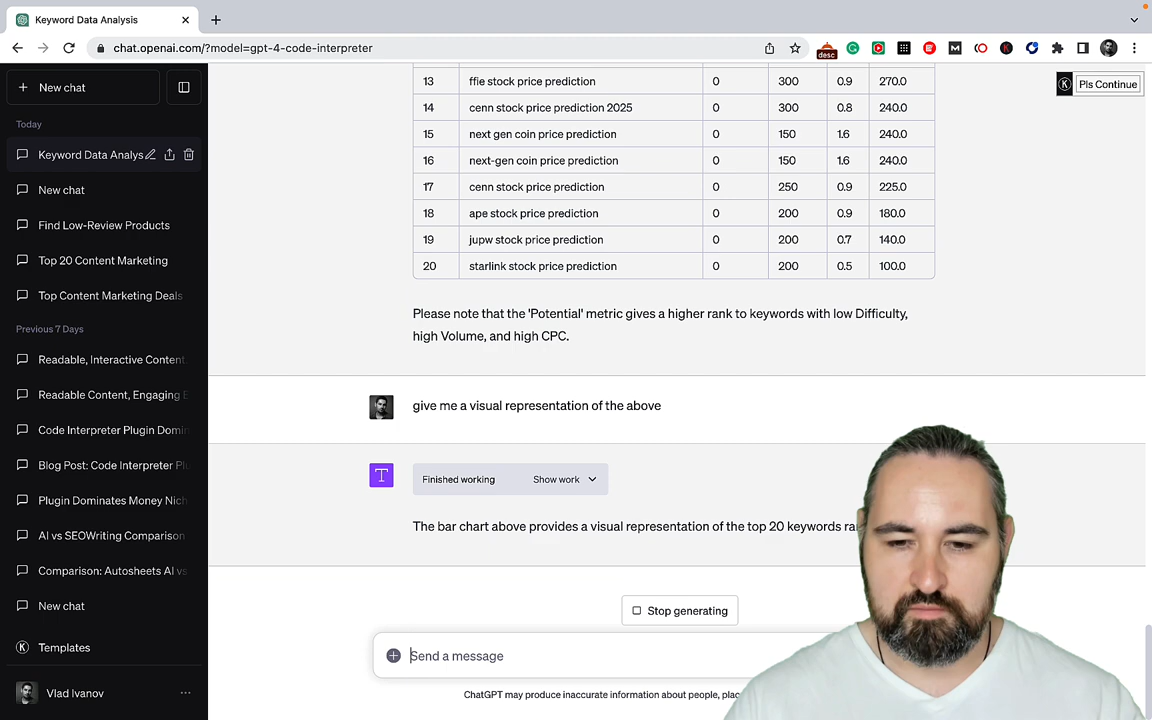 Keyword Data Analysis
chat.openai.com/?model=gpt-4-code-interpreter
desc
New chat
Today
Keyword Data Analys
New chat
Find Low-Review Products
Top 20 Content Marketing
Top Content Marketing Deals
Previous 7 Days
Readable, Interactive Content
Readable Content, Engaging E
Code Interpreter Plugin Domin
Blog Post: Code Interpreter Plu
Plugin Dominates Money Nich
AI vs SEOWriting Comparison
Comparison: Autosheets AI vs
New chat
K Templates
Vlad Ivanov
K Pls Continue
13 ffie stock price prediction 0 300 0.9 270.0
14 cenn stock price prediction 2025 0 300 0.8 240.0
15 next gen coin price prediction 0 150 1.6 240.0
16 next-gen coin price prediction 0 150 1.6 240.0
17 cenn stock price prediction 0 250 0.9 225.0
18 ape stock price prediction 0 200 0.9 180.0
19 jupw stock price prediction 0 200 0.7 140.0
20 starlink stock price prediction 0 200 0.5 100.0
Please note that the 'Potential' metric gives a higher rank to keywords with low Difficulty,
high Volume, and high CPC.
give me a visual representation of the above
T
Finished working Show work
The bar chart above provides a visual representation of the top 20 keywords ra
Stop generating
Send a message
ChatGPT may produce inaccurate information about people, plac